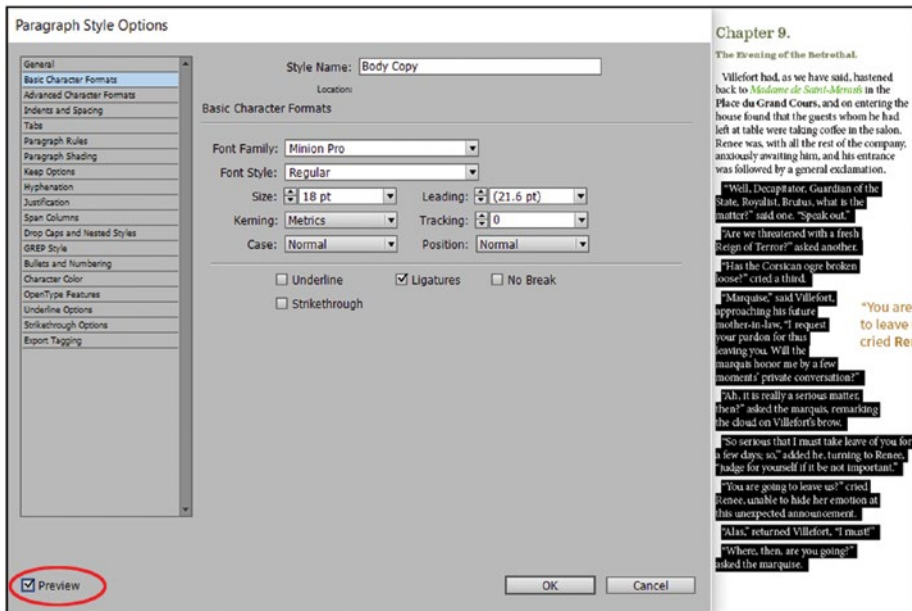 Paragraph Style Options
General
Basic Character Formats
Advanced Character Formats
Indents and Spacing
Tabs
Paragraph Rules
Paragraph Shading
Keep Options
Hyphenation
Justification
Span Columns
Drop Caps and Nested Styles
GREP Style
Bullets and Numbering
Character Color
OpenType Features
Underline Options
Strikethrough Options
Export Tagging
Style Name: Body Copy
Location:
Basic Character Formats
Font Family: Minion Pro
Font Style: Regular
Size: 18 pt Leading: (21.6 pt)
Kerning: Metrics Tracking: 0
Case: Normal Position: Normal
Underline Ligatures No Break
Strikethrough
Preview OK Cancel
Chapter 9.
The Evening of the Betrothal.
Villefort had, as we have said, hastened
back to Madame de Saint-Meran's in the
Place du Grand Cours, and on entering the
house found that the guests whom he had
left at table were taking coffee in the salon.
Renee was, with all the rest of the company,
anxiously awaiting him, and his entrance
was followed by a general exclamation.
"Well, Decapitator, Guardian of the
State, Royalist, Brutus, what is the
matter?" said one. "Speak out."
"Are we threatened with a fresh
Reign of Terror?" asked another.
"Has the Corsican ogre broken
loose?" cried a third.
"Marquise," said Villefort,
approaching his future
mother-in-law, "I request
your pardon for thus
leaving you. Will the
marquis honor me by a few
moments' private conversation?"
"Ah, it is really a serious matter,
then?" asked the marquis, remarking
the cloud on Villefort's brow.
"So serious that I must take leave of you for
a few days; so," added he, turning to Renee,
"judge for yourself if it be not important."
"You are going to leave us?" cried
Renee, unable to hide her emotion at
this unexpected announcement.
"Alas," returned Villefort, "I must!"
"Where, then, are you going?"
asked the marquise.
"You are
to leave
cried Re